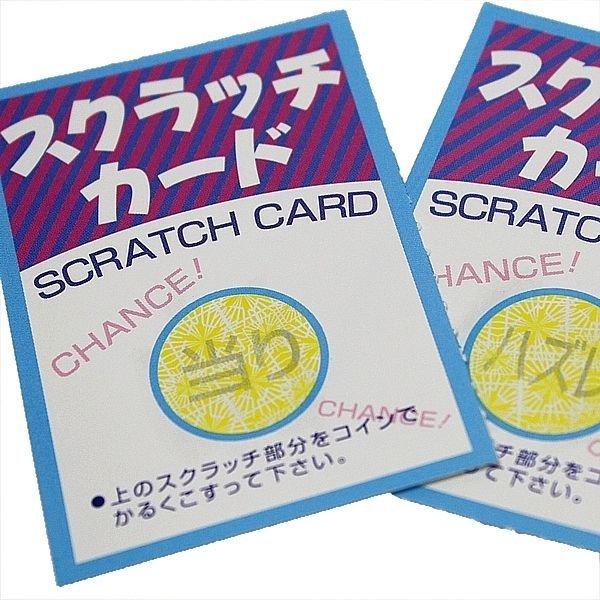 スクラッチ
カード
SCRATCH CARD
CHANCE!
当り
CHANCE!
●上のスクラッチ部分をコインで
かるくこすって下さい。
スクラ
カー
SCRATC
HANCE!
ハズレ
C
ッチ部分をコイン
て下さい。